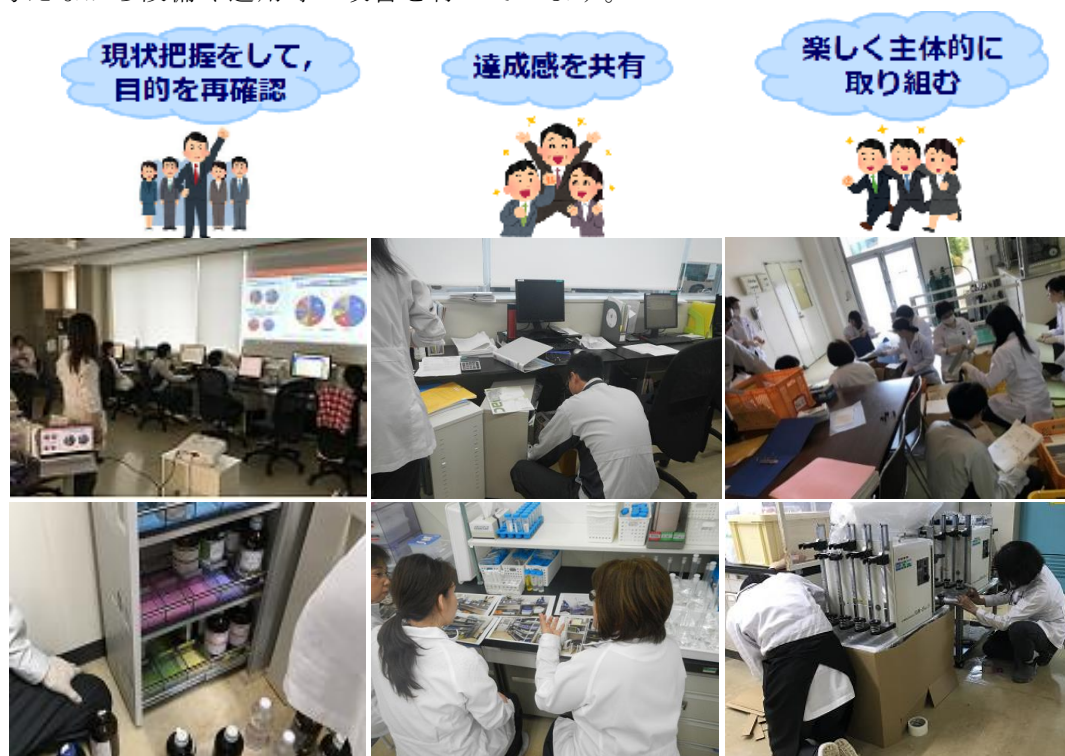 現状把握をして，
目的を再確認
達成感を共有
楽しく主体的に
取り組む